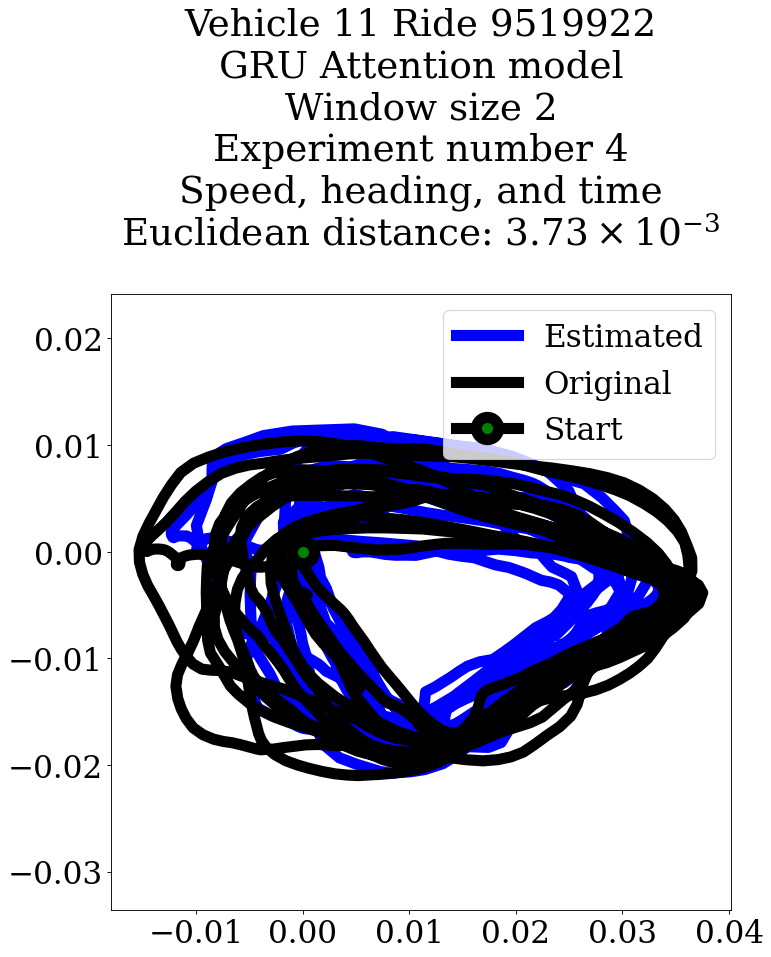 Vehicle 11 Ride 9519922
GRU Attention model
Window size 2
Experiment number 4
Speed, heading, and time
Euclidean distance: 3.73 × 10⁻³
Estimated
Original
Start
0.02
0.01
0.00
−0.01
−0.02
−0.03
−0.01 0.00 0.01 0.02 0.03 0.04